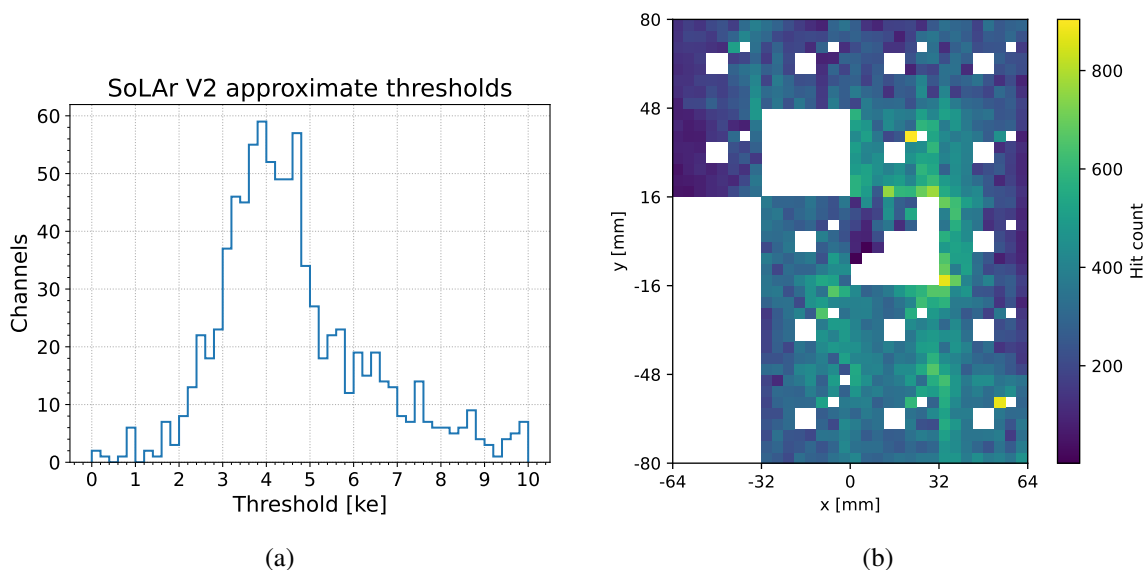 SoLAr V2 approximate thresholds
60
50
40
30
20
10
0
Channels
0 1 2 3 4 5 6 7 8 9 10
Threshold [ke]
(a)
80
48
16
-16
-48
-80
y [mm]
-64 -32 0 32 64
x [mm]
800
600
400
200
Hit count
(b)